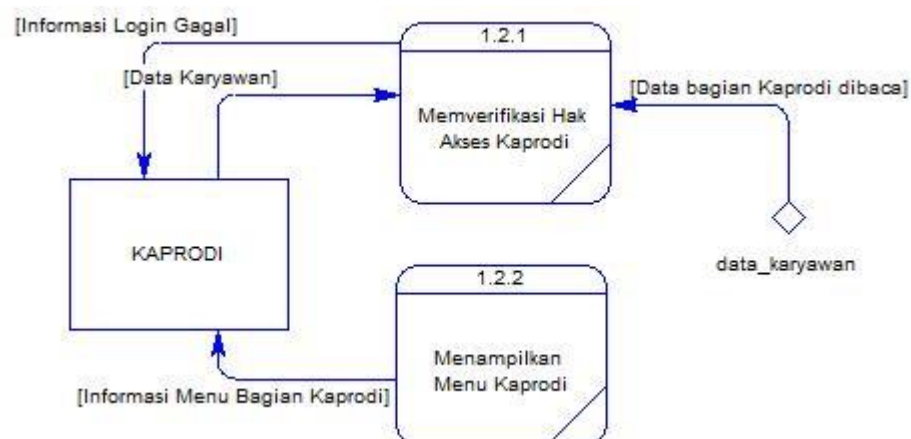 [Informasi Login Gagal]
1.2.1
[Data Karyawan]
[Data bagian Kaprodi dibaca]
Memverifikasi Hak
Akses Kaprodi
KAPRODI
data_karyawan
1.2.2
Menampilkan
Menu Kaprodi
[Informasi Menu Bagian Kaprodi]